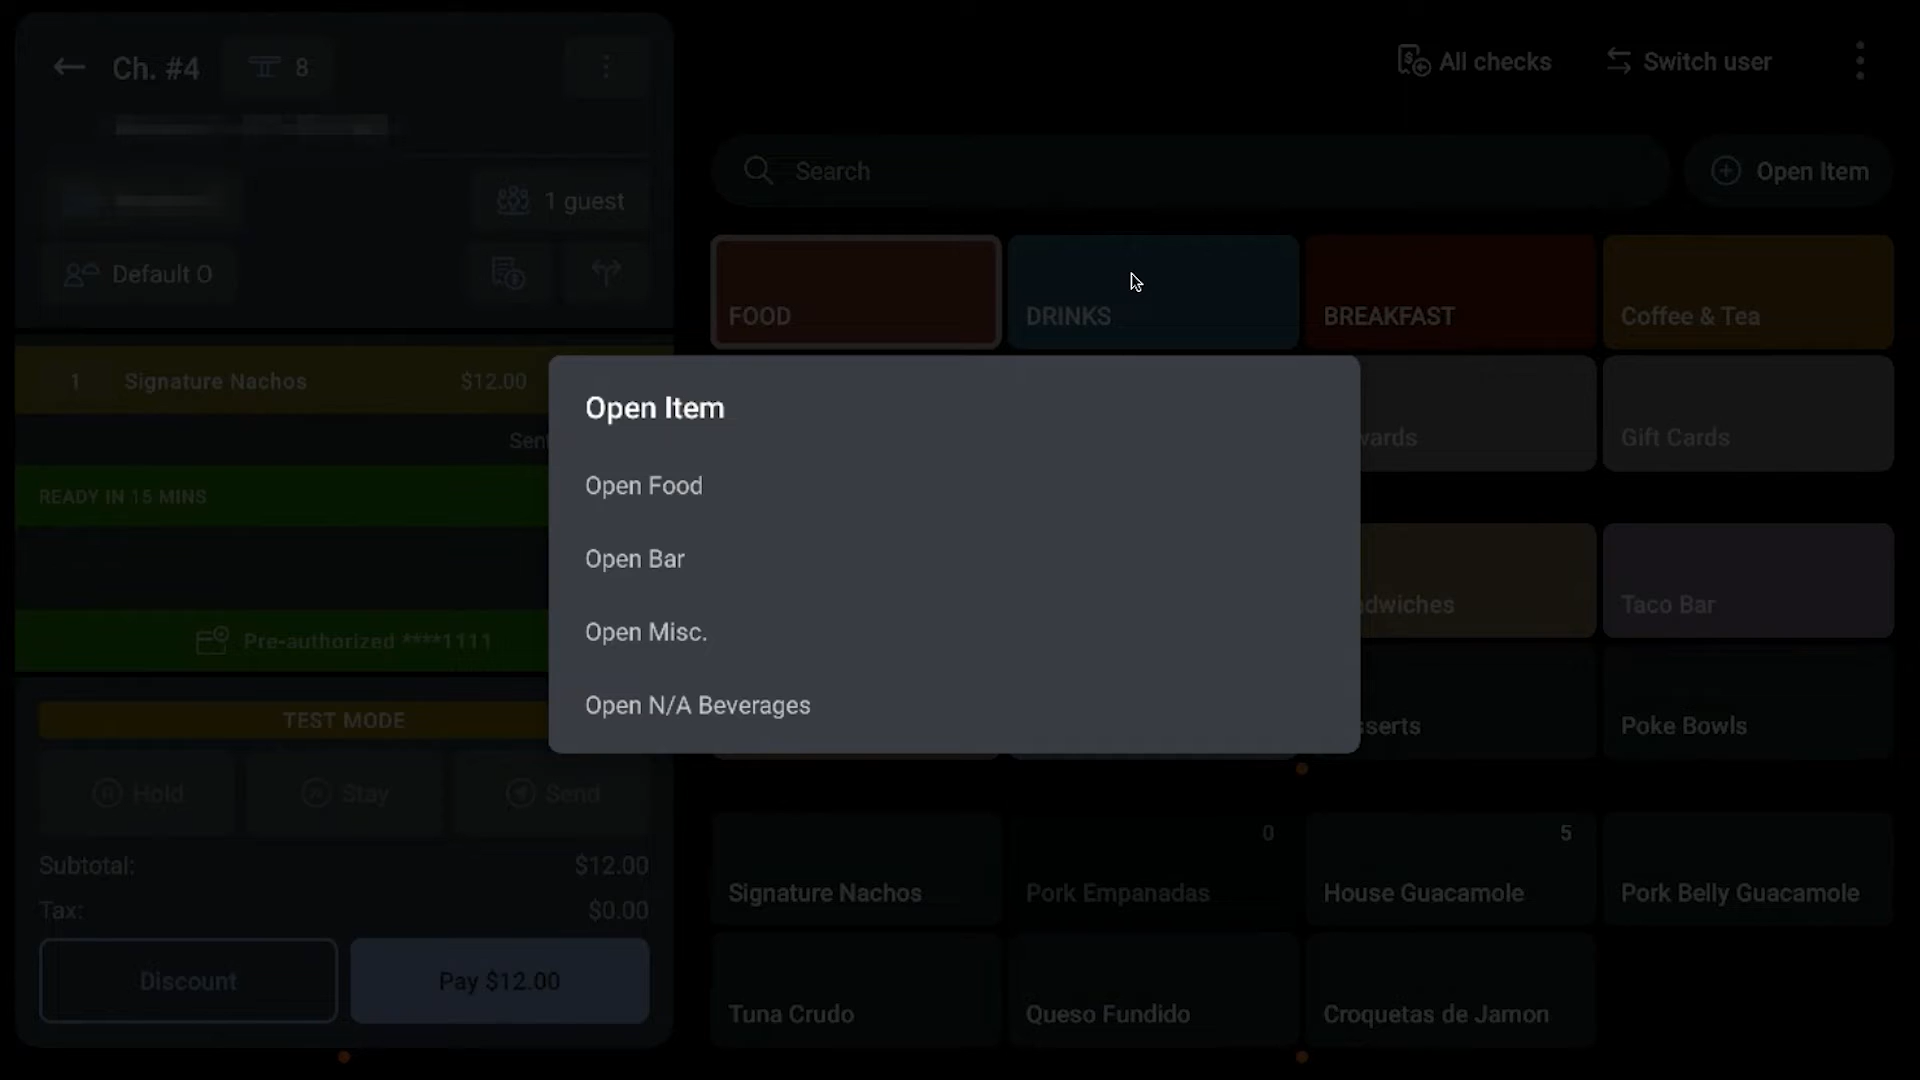 Ch. #4
8
All checks
Switch user
Search
Open Item
1 guest
Default O
FOOD
DRINKS
BREAKFAST
Coffee & Tea
1 Signature Nachos $12.00
Sent
READY IN 15 MINS
Pre-authorized ****1111
TEST MODE
Hold
Stay
Send
Subtotal: $12.00
Tax: $0.00
Discount
Pay $12.00
Open Item
Open Food
Open Bar
Open Misc.
Open N/A Beverages
Gift Cards
Taco Bar
Poke Bowls
Signature Nachos
0
Pork Empanadas
5
House Guacamole
Pork Belly Guacamole
Tuna Crudo
Queso Fundido
Croquetas de Jamon